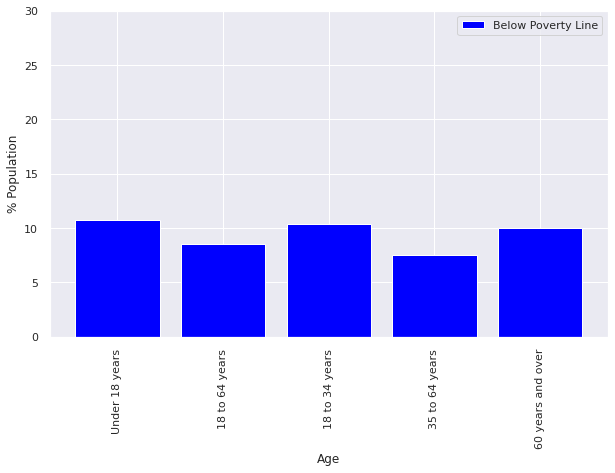 Below Poverty Line
% Population
30
25
20
15
10
5
0
Under 18 years
18 to 64 years
18 to 34 years
35 to 64 years
60 years and over
Age